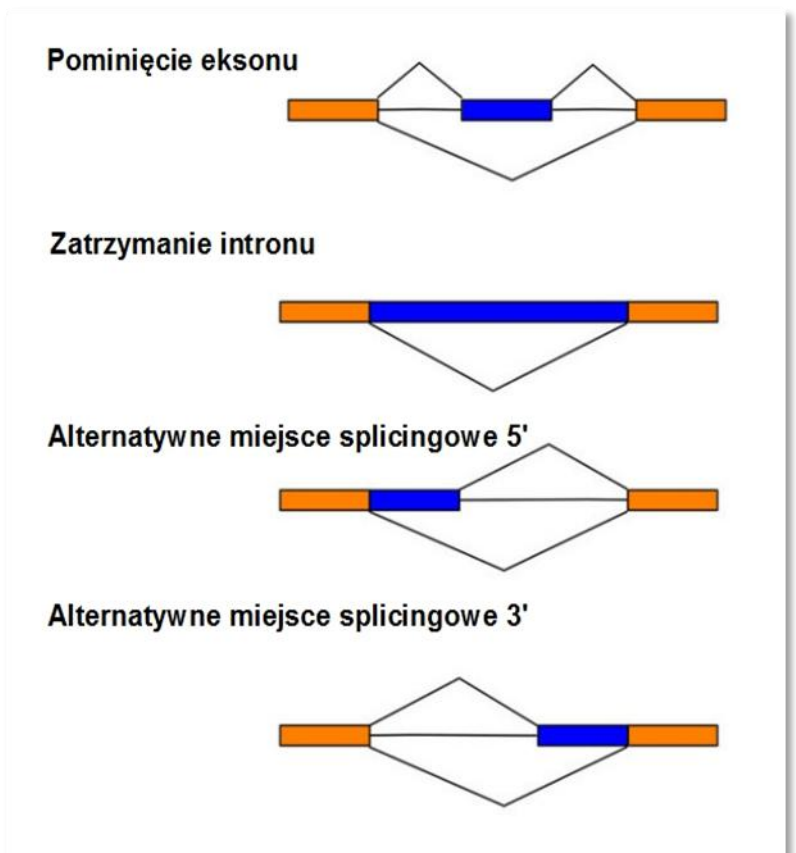 Pominięcie eksonu
Zatrzymanie intronu
Alternatywne miejsce splicingowe 5'
Alternatywne miejsce splicingowe 3'